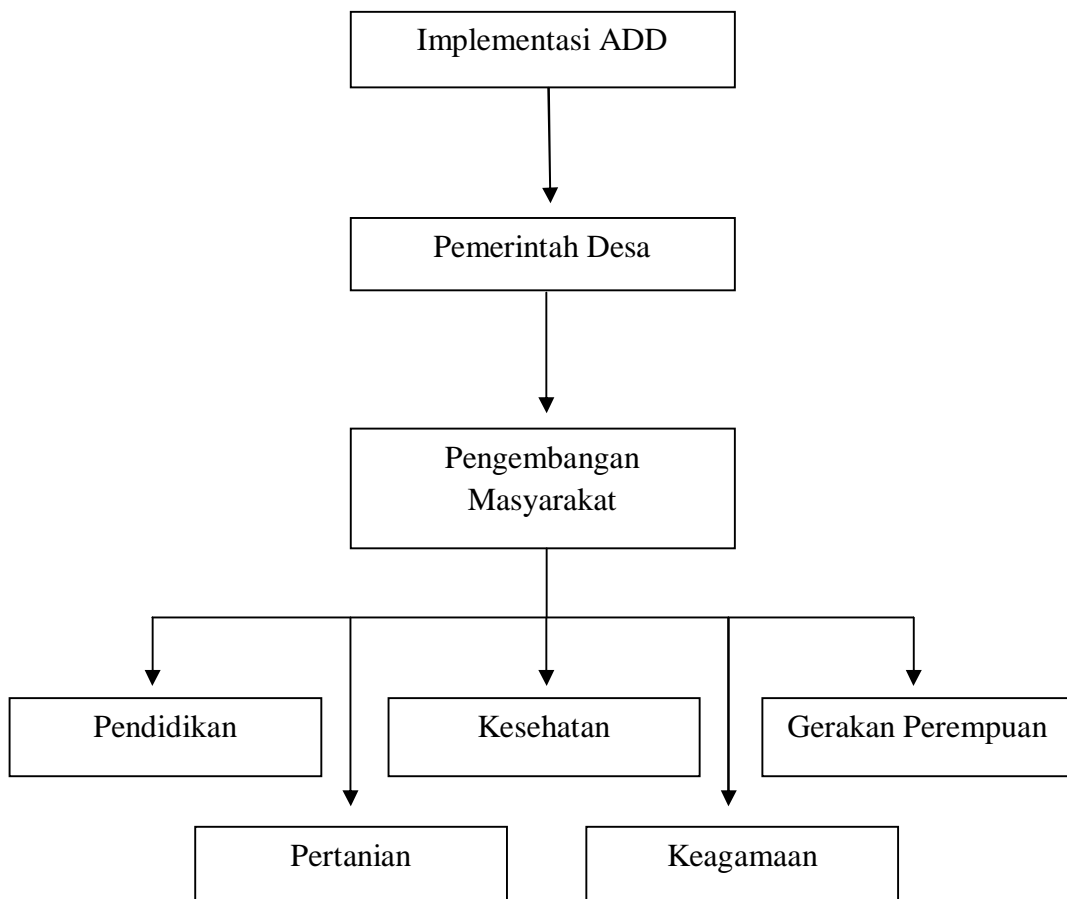 Implementasi ADD
Pemerintah Desa
Pengembangan
Masyarakat
Pendidikan
Kesehatan
Gerakan Perempuan
Pertanian
Keagamaan